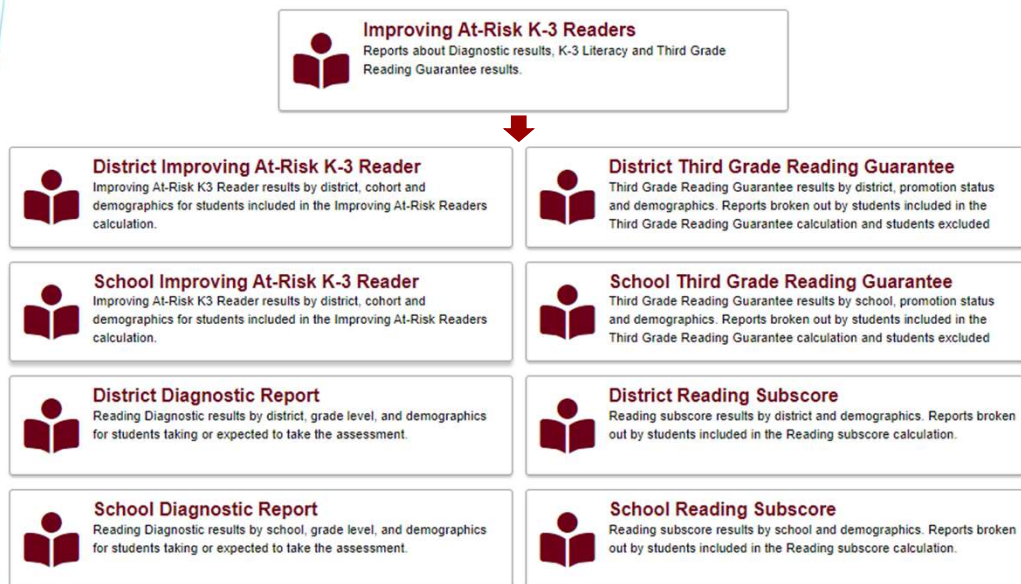 Improving At-Risk K-3 Readers
Reports about Diagnostic results, K-3 Literacy and Third Grade
Reading Guarantee results.
District Improving At-Risk K-3 Reader
Improving At-Risk K3 Reader results by district, cohort and
demographics for students included in the Improving At-Risk Readers
calculation.
District Third Grade Reading Guarantee
Third Grade Reading Guarantee results by district, promotion status
and demographics. Reports broken out by students included in the
Third Grade Reading Guarantee calculation and students excluded
School Improving At-Risk K-3 Reader
Improving At-Risk K3 Reader results by district, cohort and
demographics for students included in the Improving At-Risk Readers
calculation.
School Third Grade Reading Guarantee
Third Grade Reading Guarantee results by school, promotion status
and demographics. Reports broken out by students included in the
Third Grade Reading Guarantee calculation and students excluded
District Diagnostic Report
Reading Diagnostic results by district, grade level, and demographics
for students taking or expected to take the assessment.
District Reading Subscore
Reading subscore results by district and demographics. Reports broken
out by students included in the Reading subscore calculation.
School Diagnostic Report
Reading Diagnostic results by school, grade level, and demographics
for students taking or expected to take the assessment.
School Reading Subscore
Reading subscore results by school and demographics. Reports broken
out by students included in the Reading subscore calculation.